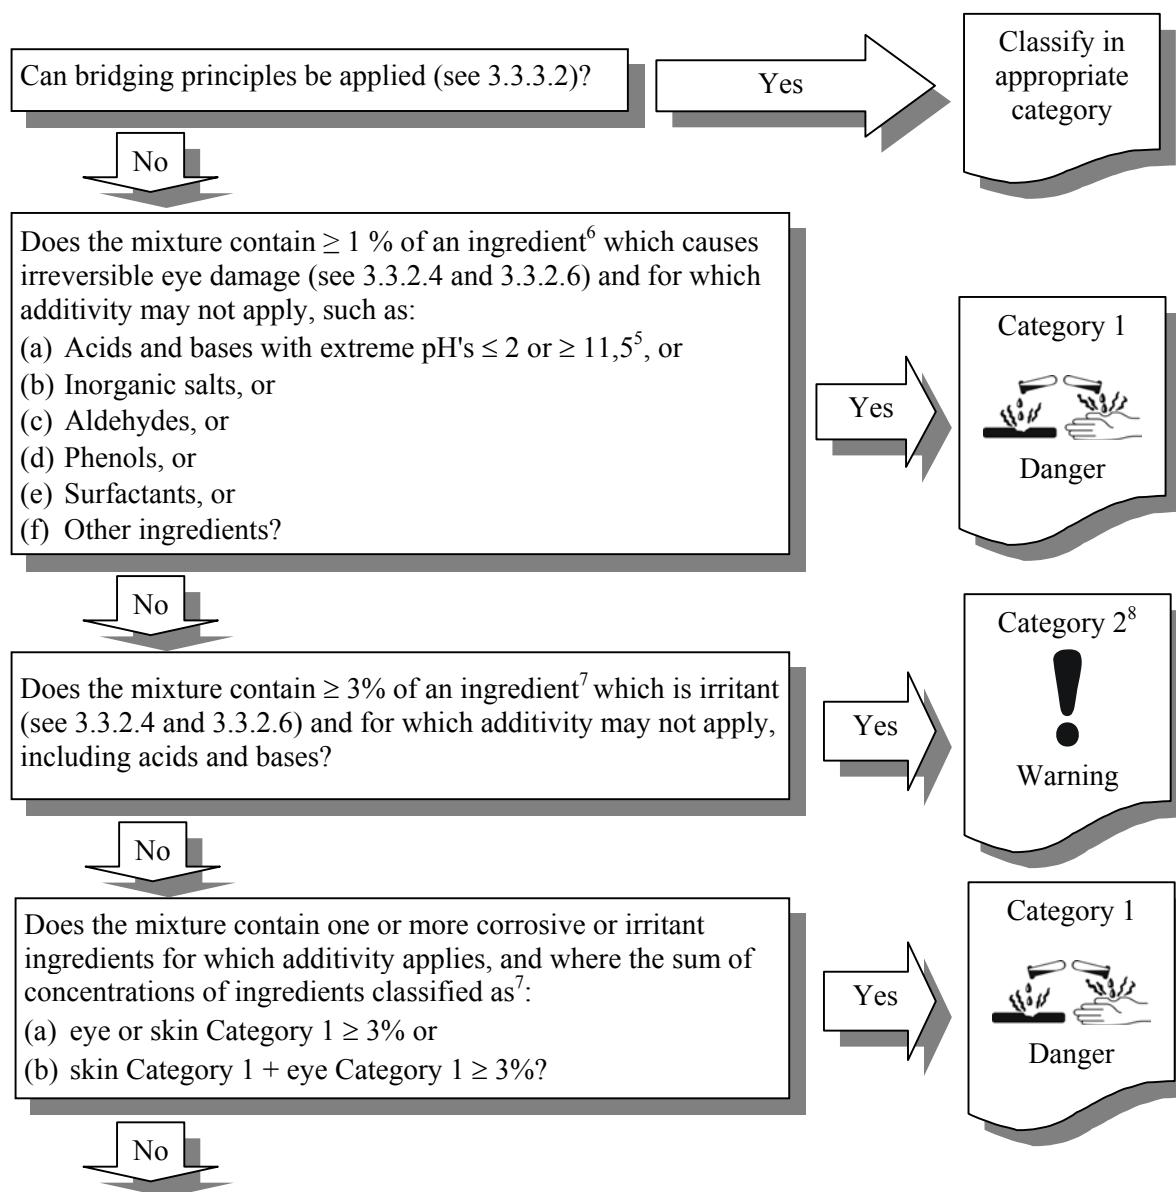 Can bridging principles be applied (see 3.3.3.2)?
Yes
Classify in
appropriate
category
No
Does the mixture contain ≥ 1 % of an ingredient⁶ which causes
irreversible eye damage (see 3.3.2.4 and 3.3.2.6) and for which
additivity may not apply, such as:
(a) Acids and bases with extreme pH's ≤ 2 or ≥ 11,5⁵, or
(b) Inorganic salts, or
(c) Aldehydes, or
(d) Phenols, or
(e) Surfactants, or
(f) Other ingredients?
Yes
Category 1
Danger
No
Does the mixture contain ≥ 3% of an ingredient⁷ which is irritant
(see 3.3.2.4 and 3.3.2.6) and for which additivity may not apply,
including acids and bases?
Yes
Category 2⁸
Warning
No
Does the mixture contain one or more corrosive or irritant
ingredients for which additivity applies, and where the sum of
concentrations of ingredients classified as⁷:
(a) eye or skin Category 1 ≥ 3% or
(b) skin Category 1 + eye Category 1 ≥ 3%?
Yes
Category 1
Danger
No